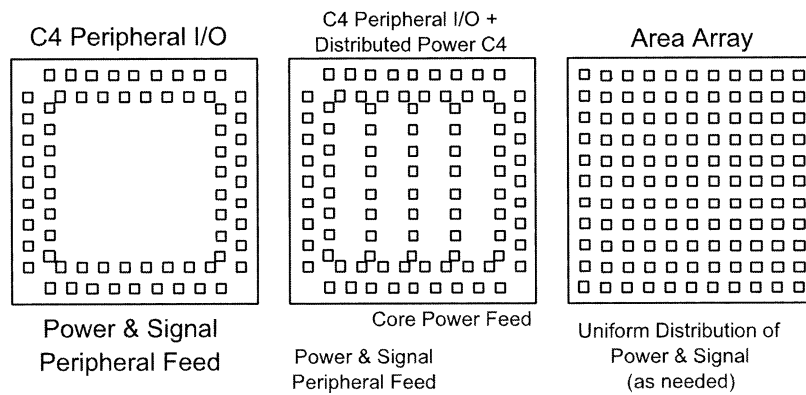 C4 Peripheral I/O
C4 Peripheral I/O +
Distributed Power C4
Area Array
Power & Signal
Peripheral Feed
Core Power Feed
Power & Signal
Peripheral Feed
Uniform Distribution of
Power & Signal
(as needed)